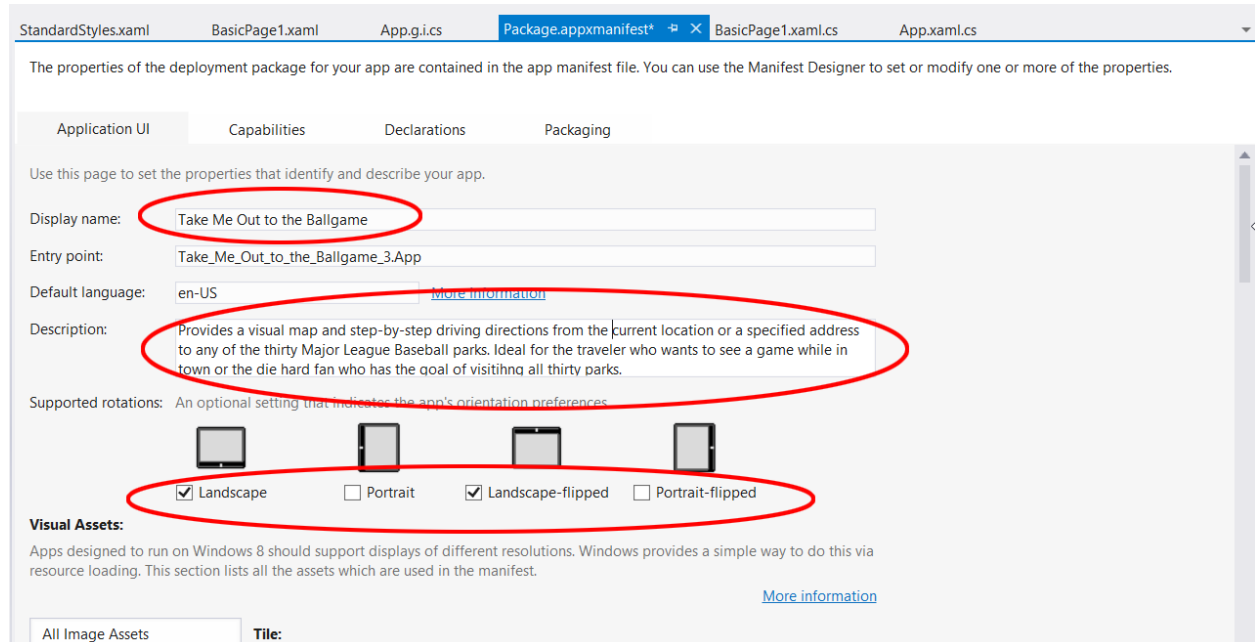 StandardStyles.xaml BasicPage1.xaml App.g.i.cs Package.appxmanifest* BasicPage1.xaml.cs App.xaml.cs
The properties of the deployment package for your app are contained in the app manifest file. You can use the Manifest Designer to set or modify one or more of the properties.
Application UI Capabilities Declarations Packaging
Use this page to set the properties that identify and describe your app.
Display name: Take Me Out to the Ballgame
Entry point: Take_Me_Out_to_the_Ballgame_3.App
Default language: en-US More information
Description: Provides a visual map and step-by-step driving directions from the current location or a specified address
to any of the thirty Major League Baseball parks. Ideal for the traveler who wants to see a game while in
town or the die hard fan who has the goal of visitihng all thirty parks.
Supported rotations: An optional setting that indicates the app's orientation preferences
Landscape Portrait Landscape-flipped Portrait-flipped
Visual Assets:
Apps designed to run on Windows 8 should support displays of different resolutions. Windows provides a simple way to do this via
resource loading. This section lists all the assets which are used in the manifest.
More information
All Image Assets Tile: